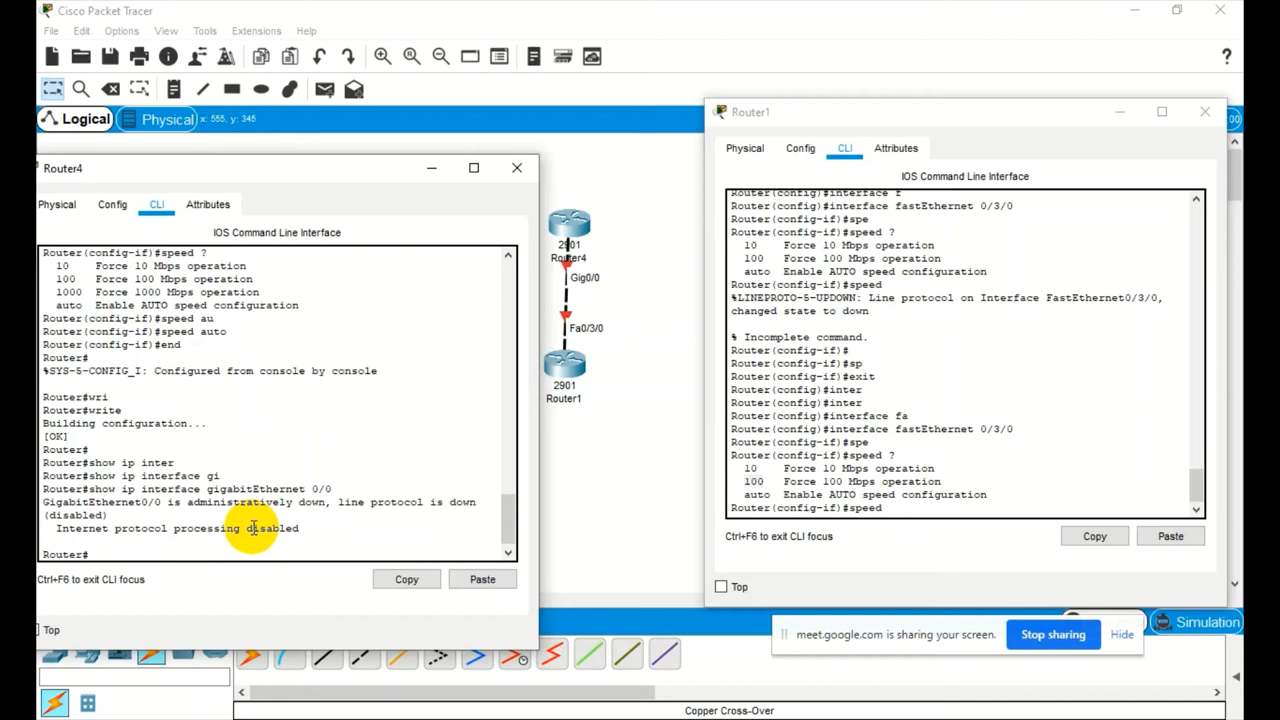 Cisco Packet Tracer
File Edit Options View Tools Extensions Help
Logical Physical x: 555, y: 345
Router4
Physical Config CLI Attributes
IOS Command Line Interface
Router(config-if)#speed ?
10 Force 10 Mbps operation
100 Force 100 Mbps operation
1000 Force 1000 Mbps operation
auto Enable AUTO speed configuration
Router(config-if)#speed au
Router(config-if)#speed auto
Router(config-if)#end
Router#
%SYS-5-CONFIG_I: Configured from console by console
Router#wri
Router#write
Building configuration...
[OK]
Router#
Router#show ip inter
Router#show ip interface gi
Router#show ip interface gigabitEthernet 0/0
GigabitEthernet0/0 is administratively down, line protocol is down
(disabled)
Internet protocol processing disabled
Router#
Ctrl+F6 to exit CLI focus
Copy
Paste
Top
2901
Router4
Gig0/0
Fa0/3/0
2901
Router1
Router1
Physical Config CLI Attributes
IOS Command Line Interface
Router(config)#interface f
Router(config)#interface fastEthernet 0/3/0
Router(config-if)#spe
Router(config-if)#speed ?
10 Force 10 Mbps operation
100 Force 100 Mbps operation
auto Enable AUTO speed configuration
Router(config-if)#speed
%LINEPROTO-5-UPDOWN: Line protocol on Interface FastEthernet0/3/0,
changed state to down
% Incomplete command.
Router(config-if)#
Router(config-if)#sp
Router(config-if)#exit
Router(config)#inter
Router(config)#inter
Router(config)#interface fa
Router(config)#interface fastEthernet 0/3/0
Router(config-if)#spe
Router(config-if)#speed ?
10 Force 10 Mbps operation
100 Force 100 Mbps operation
auto Enable AUTO speed configuration
Router(config-if)#speed
Ctrl+F6 to exit CLI focus
Copy
Paste
Top
00
Simulation
meet.google.com is sharing your screen.
Stop sharing
Hide
Copper Cross-Over